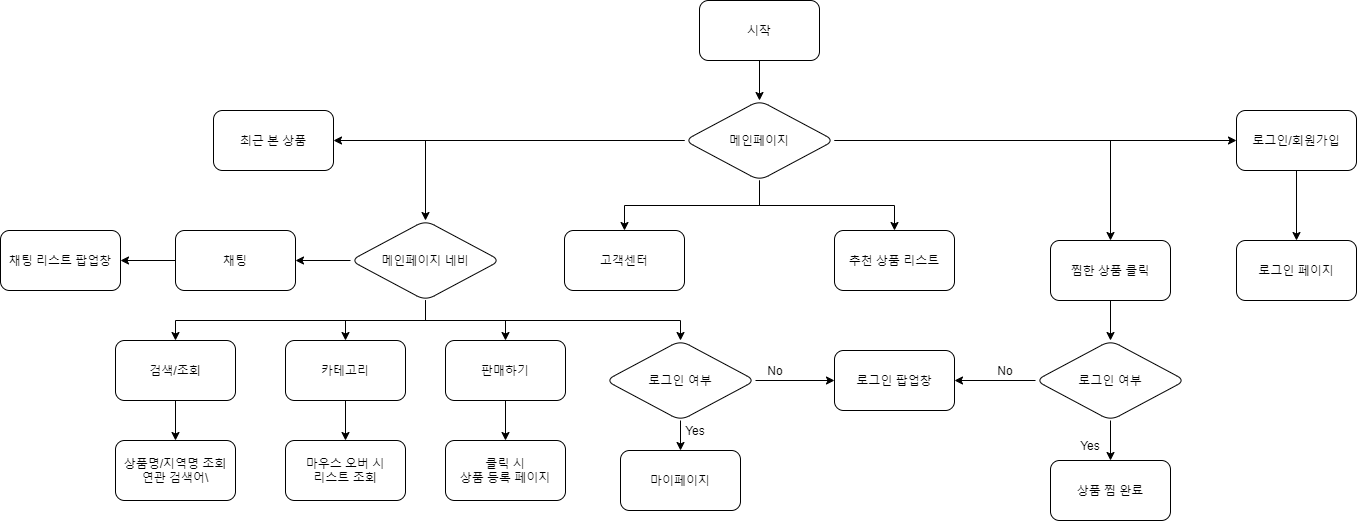 시작
최근 본 상품
메인페이지
로그인/회원가입
채팅 리스트 팝업창
채팅
메인페이지 네비
고객센터
추천 상품 리스트
찜한 상품 클릭
로그인 페이지
검색/조회
카테고리
판매하기
로그인 여부
No
로그인 팝업창
No
로그인 여부
Yes
Yes
상품명/지역명 조회
연관 검색어\
마우스 오버 시
리스트 조회
클릭 시
상품 등록 페이지
마이페이지
상품 찜 완료